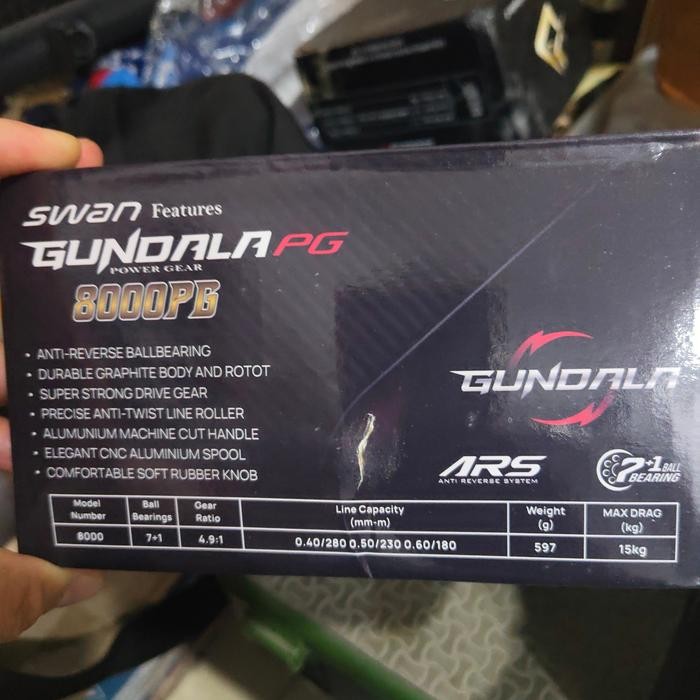 swan Features
GUNDALA PG
POWER GEAR
8000PG
• ANTI-REVERSE BALLBEARING
• DURABLE GRAPHITE BODY AND ROTOT
• SUPER STRONG DRIVE GEAR
• PRECISE ANTI-TWIST LINE ROLLER
• ALUMUNIUM MACHINE CUT HANDLE
• ELEGANT CNC ALUMINIUM SPOOL
• COMFORTABLE SOFT RUBBER KNOB
GUNDALA
ARS
ANTI REVERSE SYSTEM
7+1 BALL
BEARING
Model Number Ball Bearings Gear Ratio Line Capacity (mm-m) Weight (g) MAX DRAG (kg)
8000 7+1 4.9:1 0.40/280 0.50/230 0.60/180 597 15kg